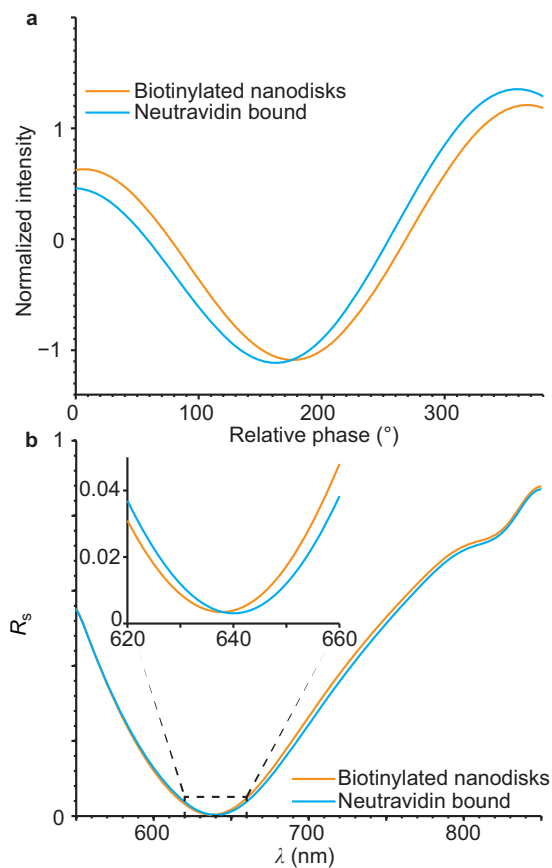 a
Biotinylated nanodisks
Neutravidin bound
Normalized intensity
1
0
−1
0 100 200 300
Relative phase (°)
b
1
0.04
0.02
0
620 640 660
R_s
Biotinylated nanodisks
Neutravidin bound
0
600 700 800
λ (nm)